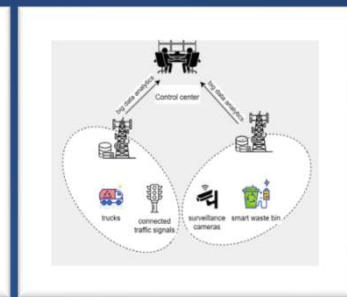 big data analytics
big data analytics
Control center
trucks
connected
traffic signals
surveillance
cameras
smart waste bin